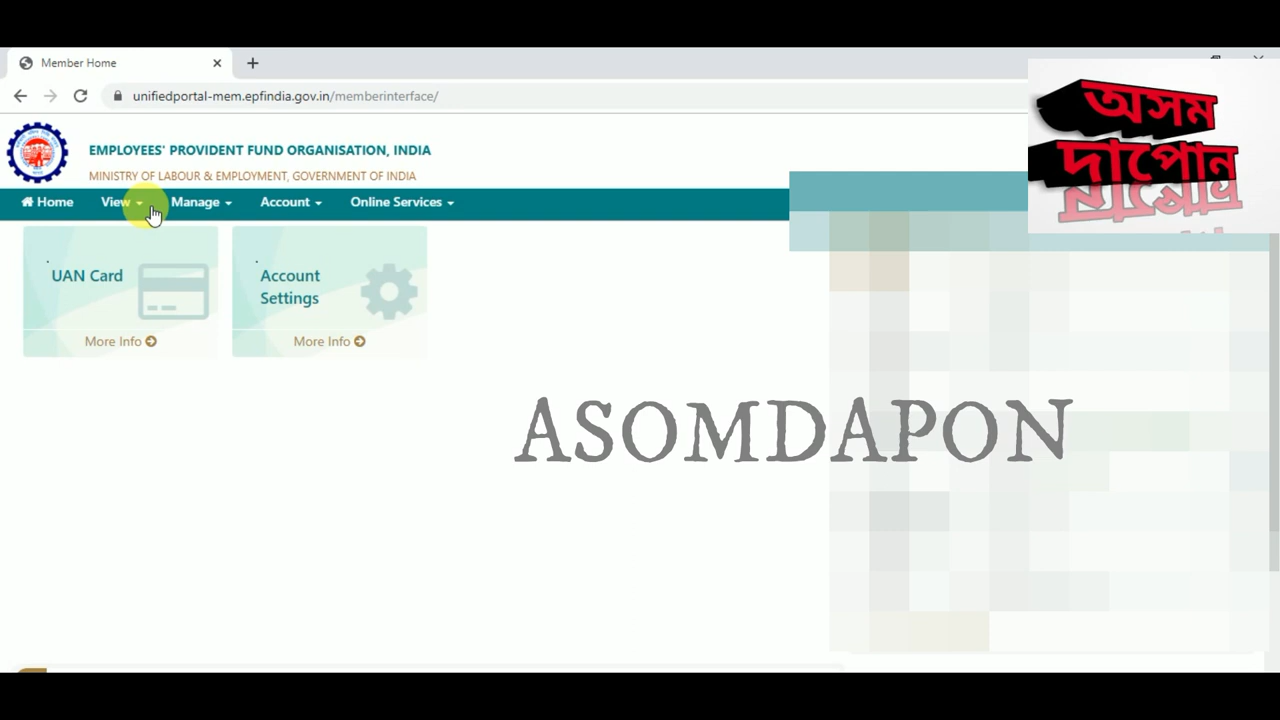 Member Home
unifiedportal-mem.epfindia.gov.in/memberinterface/
অসম
দাপোন
EMPLOYEES' PROVIDENT FUND ORGANISATION, INDIA
MINISTRY OF LABOUR & EMPLOYMENT, GOVERNMENT OF INDIA
Home View Manage Account Online Services
UAN Card
Account
Settings
More Info
More Info
ASOMDAPON